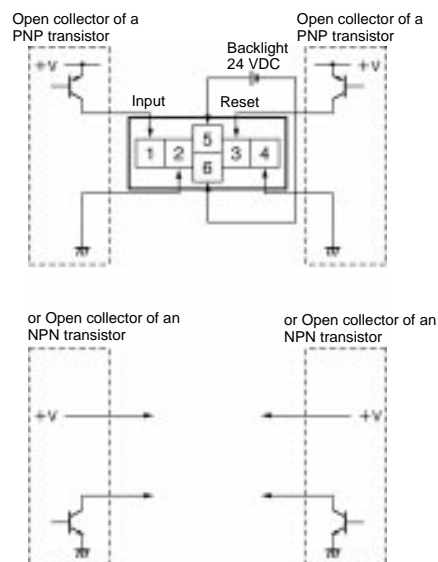 Open collector of a
PNP transistor
Open collector of a
PNP transistor
Backlight
24 VDC
+V
+V
Input
Reset
5
1 2 3 4
6
or Open collector of an
NPN transistor
or Open collector of an
NPN transistor
+V
+V